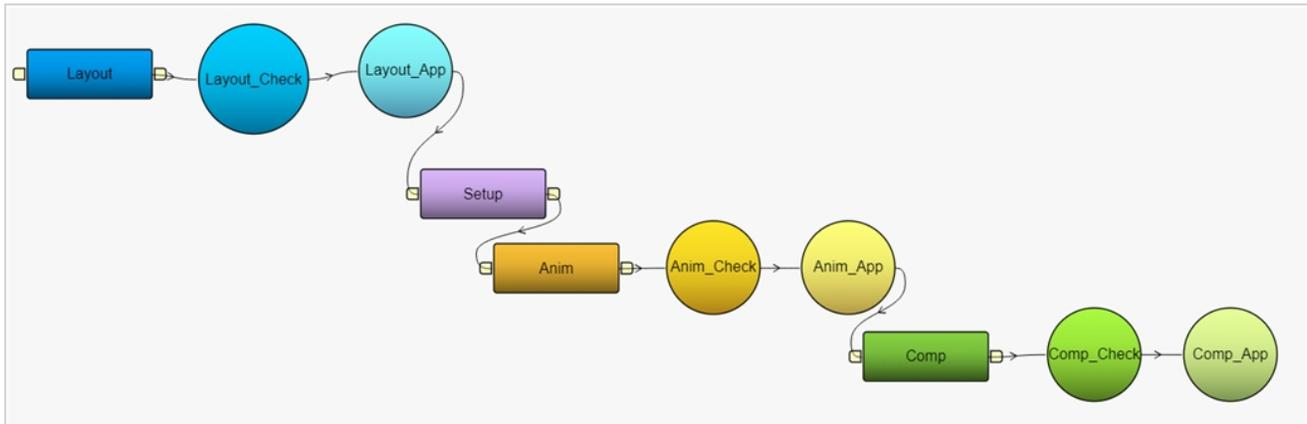 Layout
Layout_Check
Layout_App
Setup
Anim
Anim_Check
Anim_App
Comp
Comp_Check
Comp_App